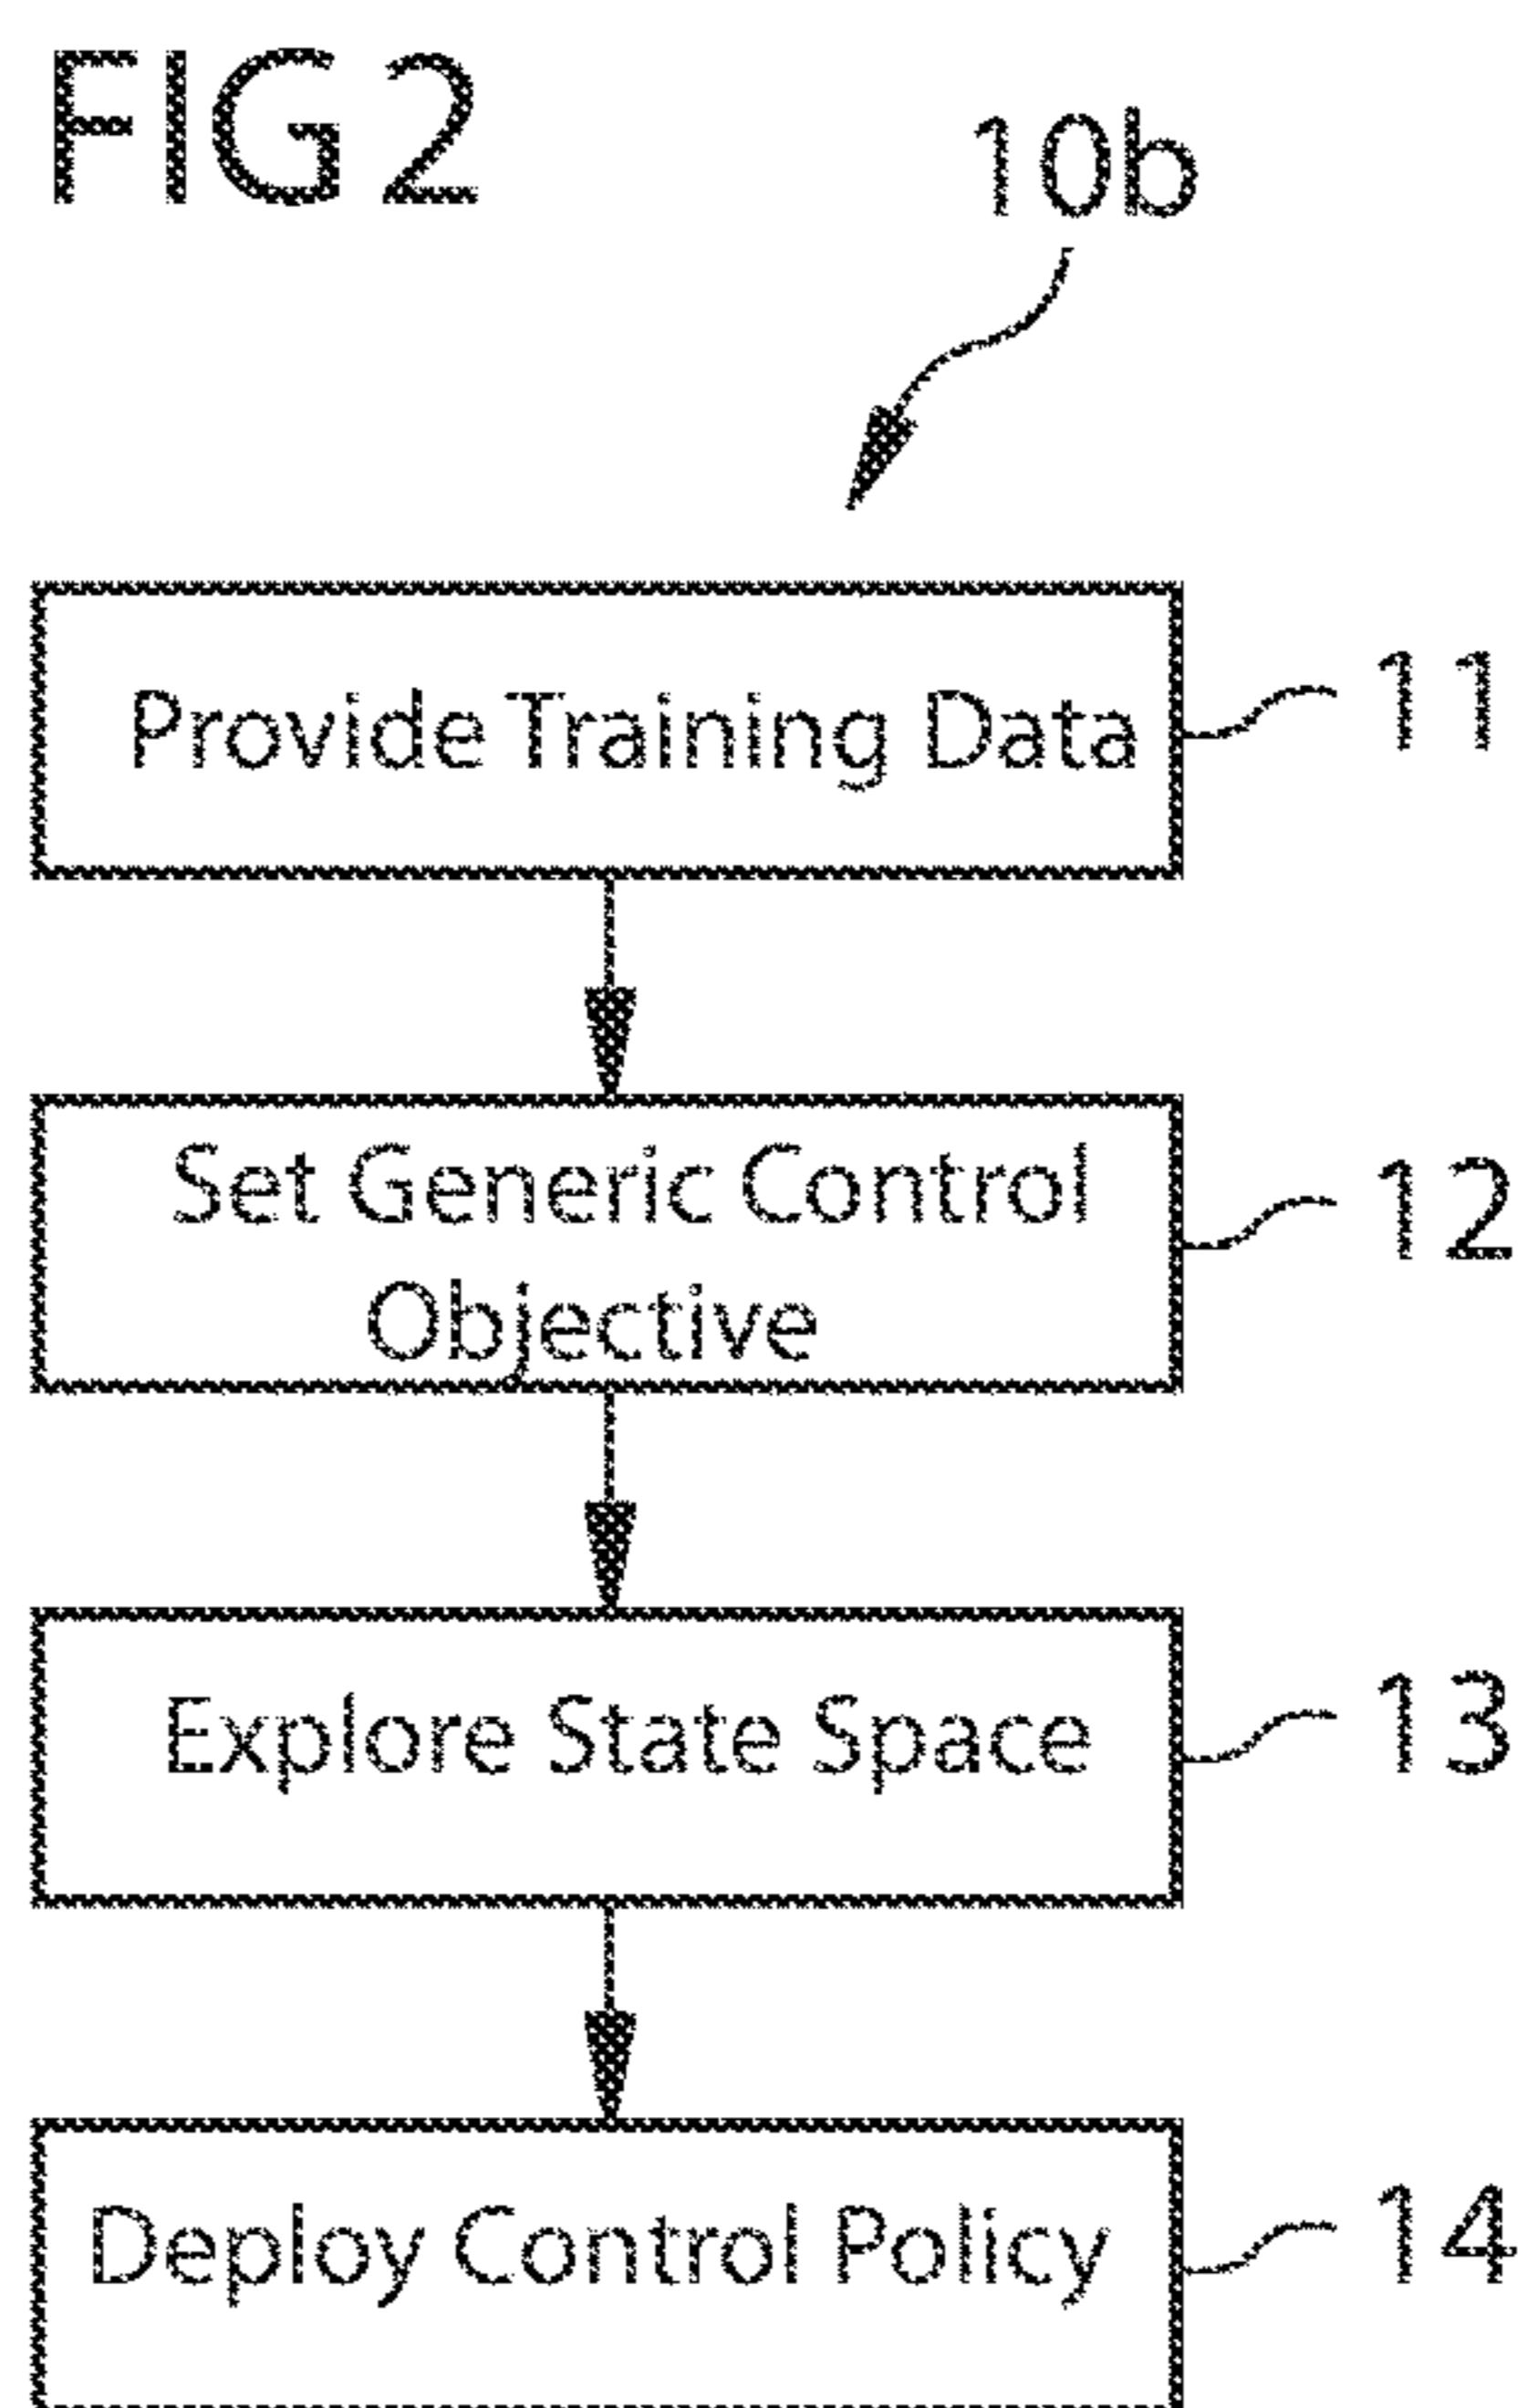 FIG 2
10b
Provide Training Data
11
Set Generic Control
Objective
12
Explore State Space
13
Deploy Control Policy
14